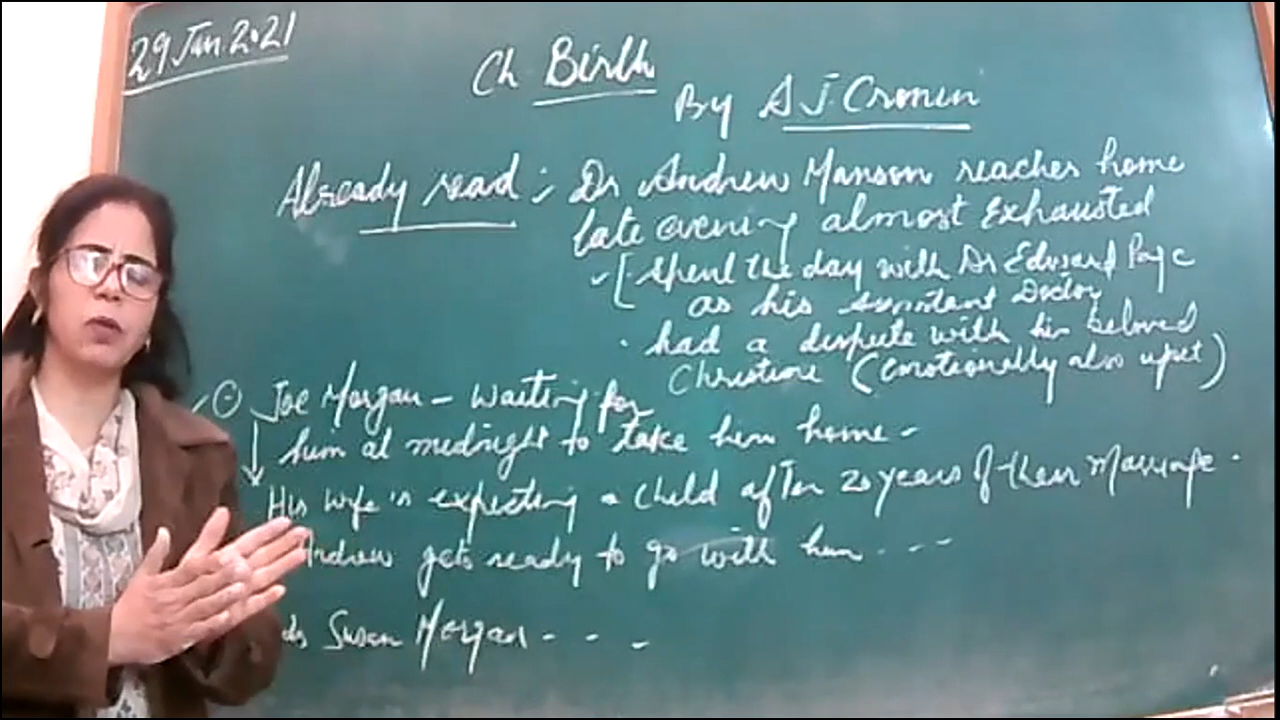 29 Jan. 2021
Ch Birth
By A J. Cronin
Already read :- Dr Andrew Manson reaches home
late evening almost Exhausted
[ Spent the day with Dr Edward Page
as his Assistant Doctor
. had a dispute with his beloved
Christine (emotionally also upset)
Joe Morgan - Waiting for
him at midnight to take him home -
His wife is expecting a child after 20 years of their Marriage .
Andrew gets ready to go with him . - -
Susan Morgan - - -